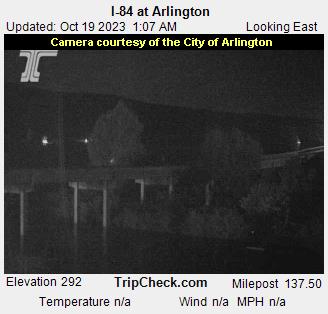 I-84 at Arlington
Updated: Oct 19 2023 1:07 AM Looking East
Camera courtesy of the City of Arlington
Elevation 292 TripCheck.com Milepost 137.50
Temperature n/a Wind n/a MPH n/a